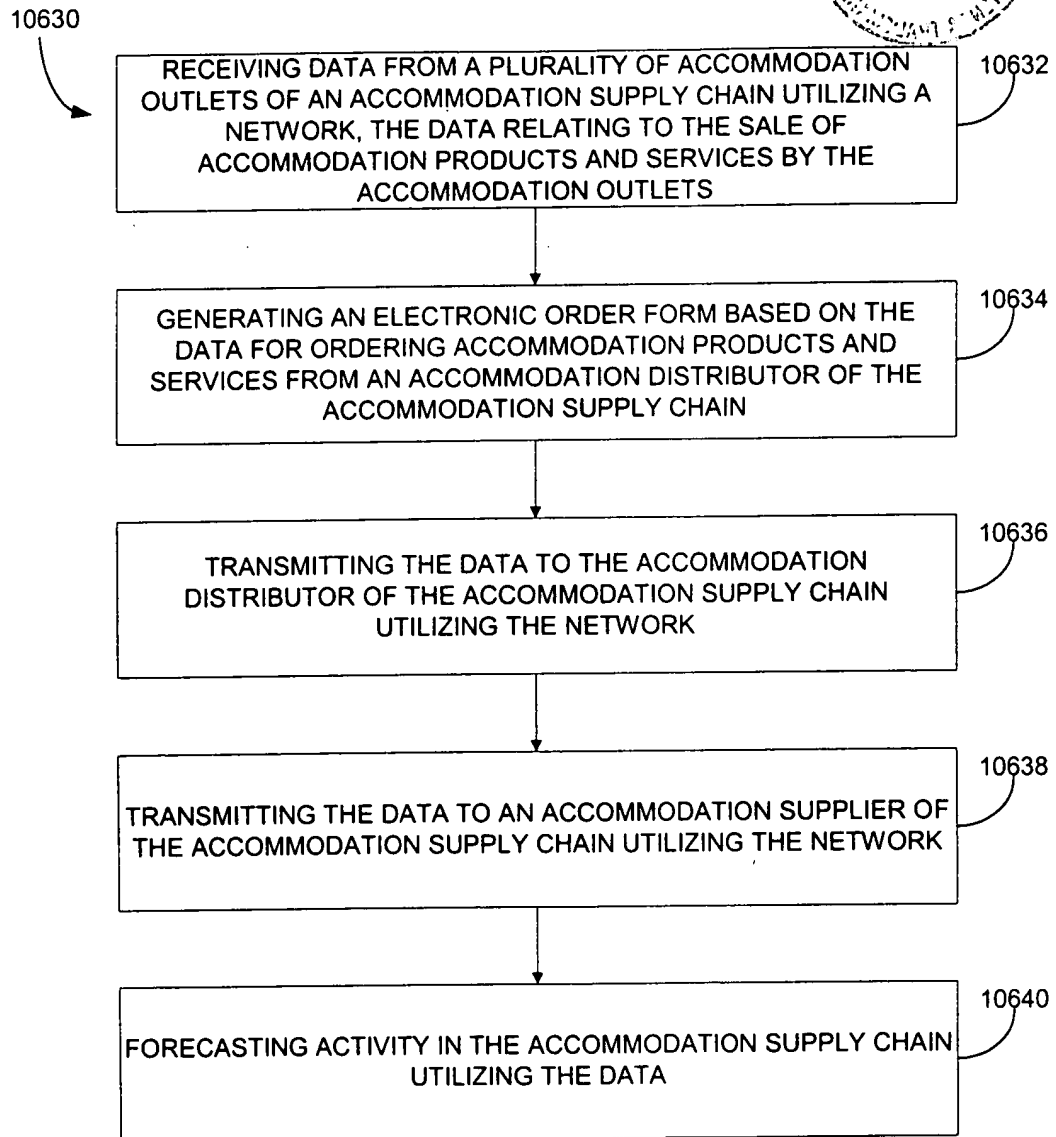 10630
RECEIVING DATA FROM A PLURALITY OF ACCOMMODATION
OUTLETS OF AN ACCOMMODATION SUPPLY CHAIN UTILIZING A
NETWORK, THE DATA RELATING TO THE SALE OF
ACCOMMODATION PRODUCTS AND SERVICES BY THE
ACCOMMODATION OUTLETS
10632
GENERATING AN ELECTRONIC ORDER FORM BASED ON THE
DATA FOR ORDERING ACCOMMODATION PRODUCTS AND
SERVICES FROM AN ACCOMMODATION DISTRIBUTOR OF THE
ACCOMMODATION SUPPLY CHAIN
10634
TRANSMITTING THE DATA TO THE ACCOMMODATION
DISTRIBUTOR OF THE ACCOMMODATION SUPPLY CHAIN
UTILIZING THE NETWORK
10636
TRANSMITTING THE DATA TO AN ACCOMMODATION SUPPLIER OF
THE ACCOMMODATION SUPPLY CHAIN UTILIZING THE NETWORK
10638
FORECASTING ACTIVITY IN THE ACCOMMODATION SUPPLY CHAIN
UTILIZING THE DATA
10640